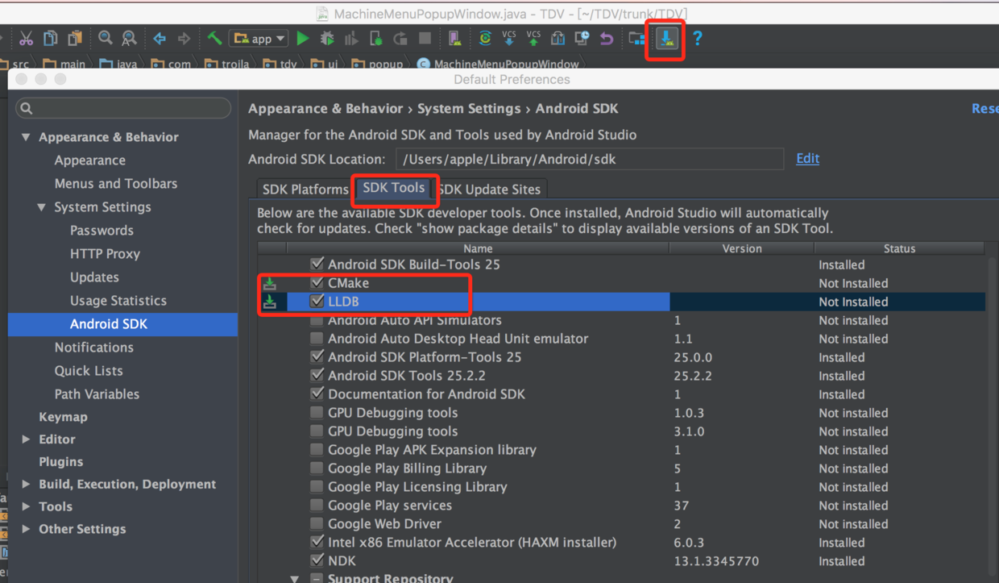 MachineMenuPopupWindow.java - TDV - [~/TDV/trunk/TDV]
app
VCS
VCS
?
src
main
java
com
troila
tdv
ui
popup
MachineMenuPopupWindow
Default Preferences
Appearance & Behavior
Appearance
Menus and Toolbars
System Settings
Passwords
HTTP Proxy
Updates
Usage Statistics
Android SDK
Notifications
Quick Lists
Path Variables
Keymap
Editor
Plugins
Build, Execution, Deployment
Tools
Other Settings
Appearance & Behavior › System Settings › Android SDK
Rese
Manager for the Android SDK and Tools used by Android Studio
Android SDK Location: /Users/apple/Library/Android/sdk Edit
SDK Platforms SDK Tools SDK Update Sites
Below are the available SDK developer tools. Once installed, Android Studio will automatically
check for updates. Check "show package details" to display available versions of an SDK Tool.
Name Version Status
Android SDK Build-Tools 25 Installed
CMake Not Installed
LLDB Not Installed
Android Auto API Simulators 1 Not installed
Android Auto Desktop Head Unit emulator 1.1 Not installed
Android SDK Platform-Tools 25 25.0.0 Installed
Android SDK Tools 25.2.2 25.2.2 Installed
Documentation for Android SDK 1 Installed
GPU Debugging tools 1.0.3 Not installed
GPU Debugging tools 3.1.0 Not installed
Google Play APK Expansion library 1 Not installed
Google Play Billing Library 5 Not installed
Google Play Licensing Library 1 Not installed
Google Play services 37 Not installed
Google Web Driver 2 Not installed
Intel x86 Emulator Accelerator (HAXM installer) 6.0.3 Installed
NDK 13.1.3345770 Installed
Support Repository